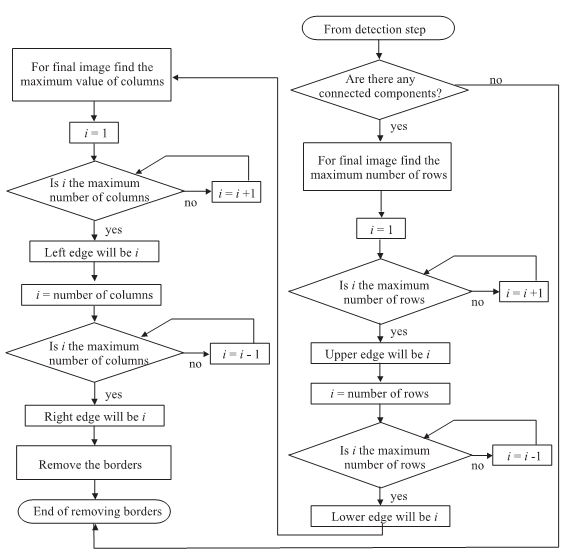 From detection step
Are there any
connected components?
no
yes
For final image find the
maximum number of rows
i = 1
Is i the maximum
number of rows
no
i = i +1
yes
Upper edge will be i
i = number of rows
Is i the maximum
number of rows
no
i = i -1
yes
Lower edge will be i
For final image find the
maximum value of columns
i = 1
Is i the maximum
number of columns
no
i = i +1
yes
Left edge will be i
i = number of columns
Is i the maximum
number of columns
no
i = i - 1
yes
Right edge will be i
Remove the borders
End of removing borders